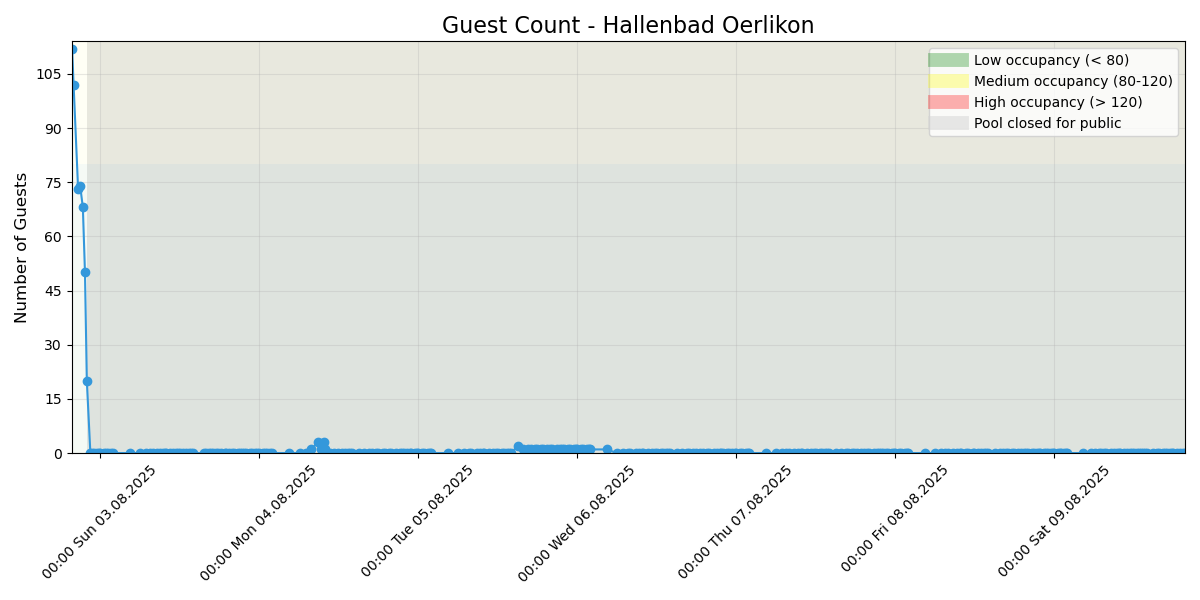 Guest Count - Hallenbad Oerlikon
Low occupancy (< 80)
Medium occupancy (80-120)
High occupancy (> 120)
Pool closed for public
Number of Guests
105
90
75
60
45
30
15
0
00:00 Sun 03.08.2025
00:00 Mon 04.08.2025
00:00 Tue 05.08.2025
00:00 Wed 06.08.2025
00:00 Thu 07.08.2025
00:00 Fri 08.08.2025
00:00 Sat 09.08.2025